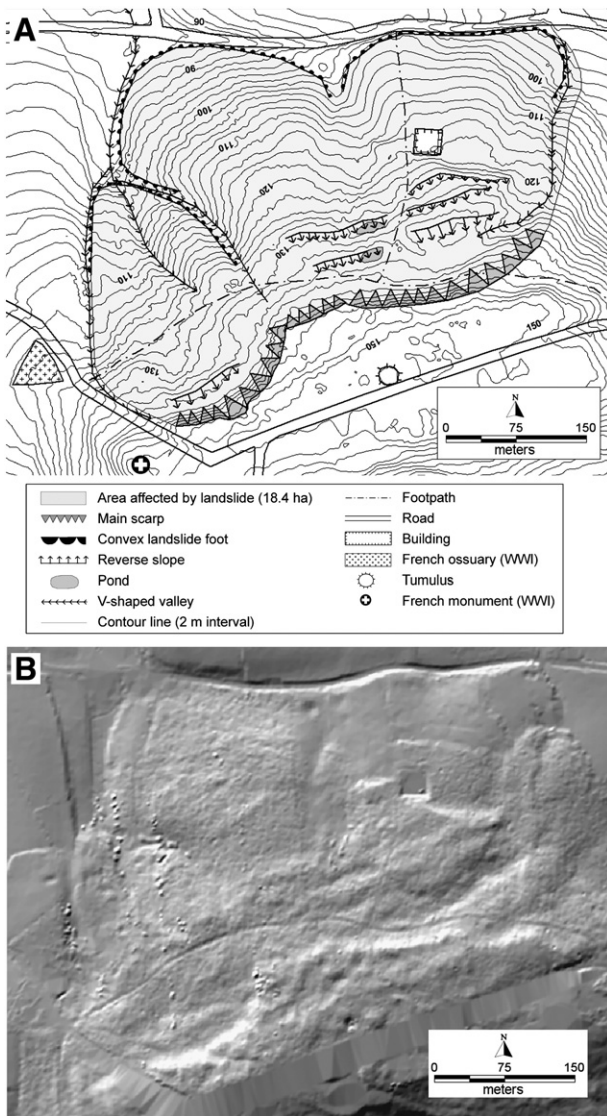 A
90
90
100
110
120
130
110
130
100
110
120
150
150
N
0 75 150
meters
Area affected by landslide (18.4 ha)
Main scarp
Convex landslide foot
Reverse slope
Pond
V-shaped valley
Contour line (2 m interval)
Footpath
Road
Building
French ossuary (WWI)
Tumulus
French monument (WWI)
B
N
0 75 150
meters